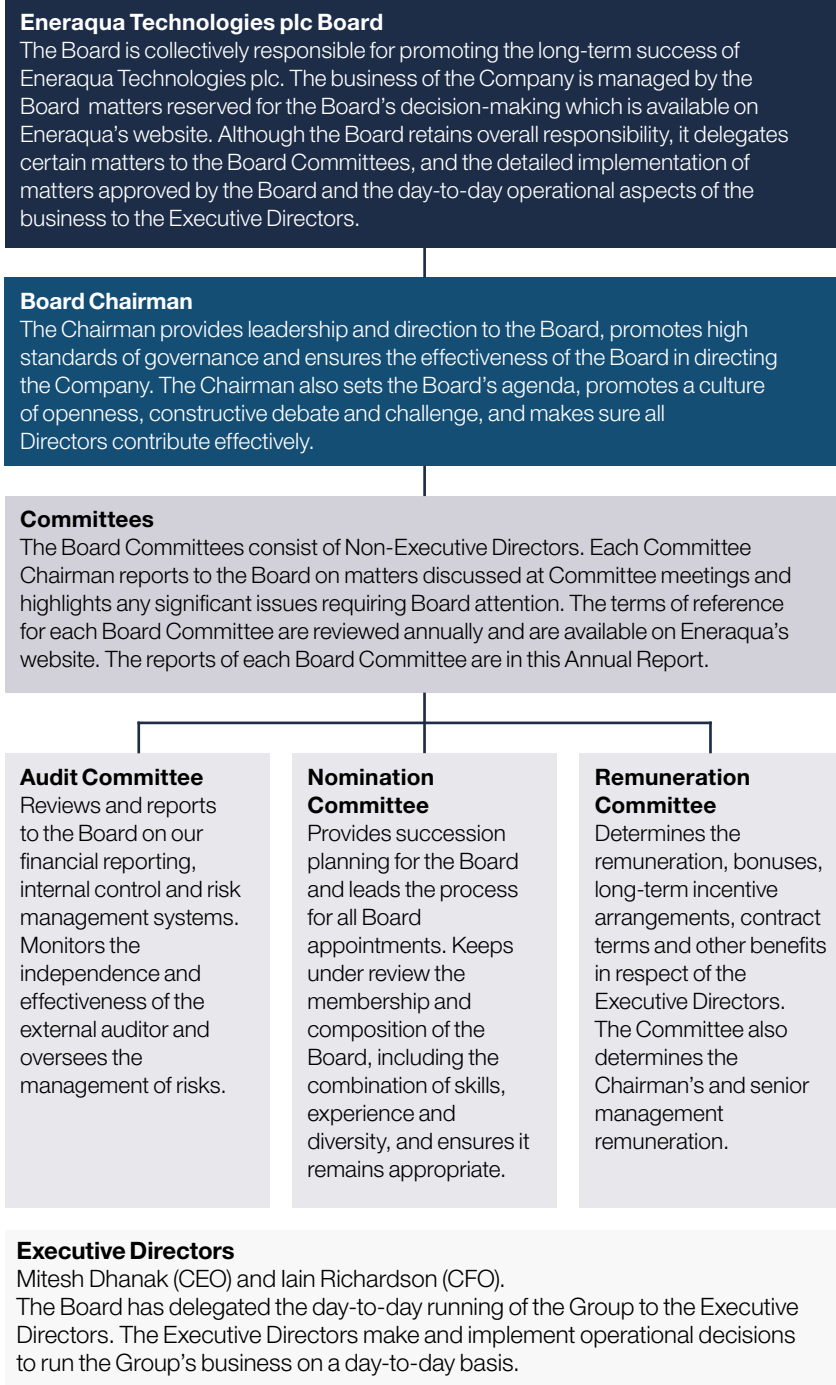 Eneraqua Technologies plc Board
The Board is collectively responsible for promoting the long-term success of
Eneraqua Technologies plc. The business of the Company is managed by the
Board  matters reserved for the Board's decision-making which is available on
Eneraqua's website. Although the Board retains overall responsibility, it delegates
certain matters to the Board Committees, and the detailed implementation of
matters approved by the Board and the day-to-day operational aspects of the
business to the Executive Directors.
Board Chairman
The Chairman provides leadership and direction to the Board, promotes high
standards of governance and ensures the effectiveness of the Board in directing
the Company. The Chairman also sets the Board's agenda, promotes a culture
of openness, constructive debate and challenge, and makes sure all
Directors contribute effectively.
Committees
The Board Committees consist of Non-Executive Directors. Each Committee
Chairman reports to the Board on matters discussed at Committee meetings and
highlights any significant issues requiring Board attention. The terms of reference
for each Board Committee are reviewed annually and are available on Eneraqua's
website. The reports of each Board Committee are in this Annual Report.
Audit Committee
Reviews and reports
to the Board on our
financial reporting,
internal control and risk
management systems.
Monitors the
independence and
effectiveness of the
external auditor and
oversees the
management of risks.
Nomination
Committee
Provides succession
planning for the Board
and leads the process
for all Board
appointments. Keeps
under review the
membership and
composition of the
Board, including the
combination of skills,
experience and
diversity, and ensures it
remains appropriate.
Remuneration
Committee
Determines the
remuneration, bonuses,
long-term incentive
arrangements, contract
terms and other benefits
in respect of the
Executive Directors.
The Committee also
determines the
Chairman's and senior
management
remuneration.
Executive Directors
Mitesh Dhanak (CEO) and Iain Richardson (CFO).
The Board has delegated the day-to-day running of the Group to the Executive
Directors. The Executive Directors make and implement operational decisions
to run the Group's business on a day-to-day basis.